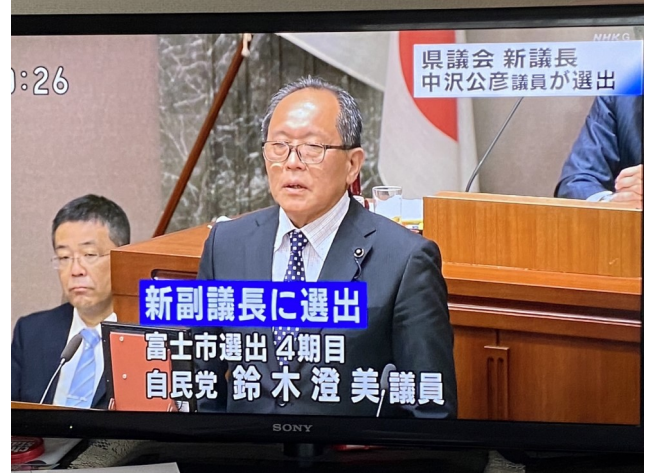 NHK G
:26
県議会 新議長
中沢公彦議員が選出
新副議長に選出
富士市選出 4期目
自民党 鈴木澄美議員
SONY